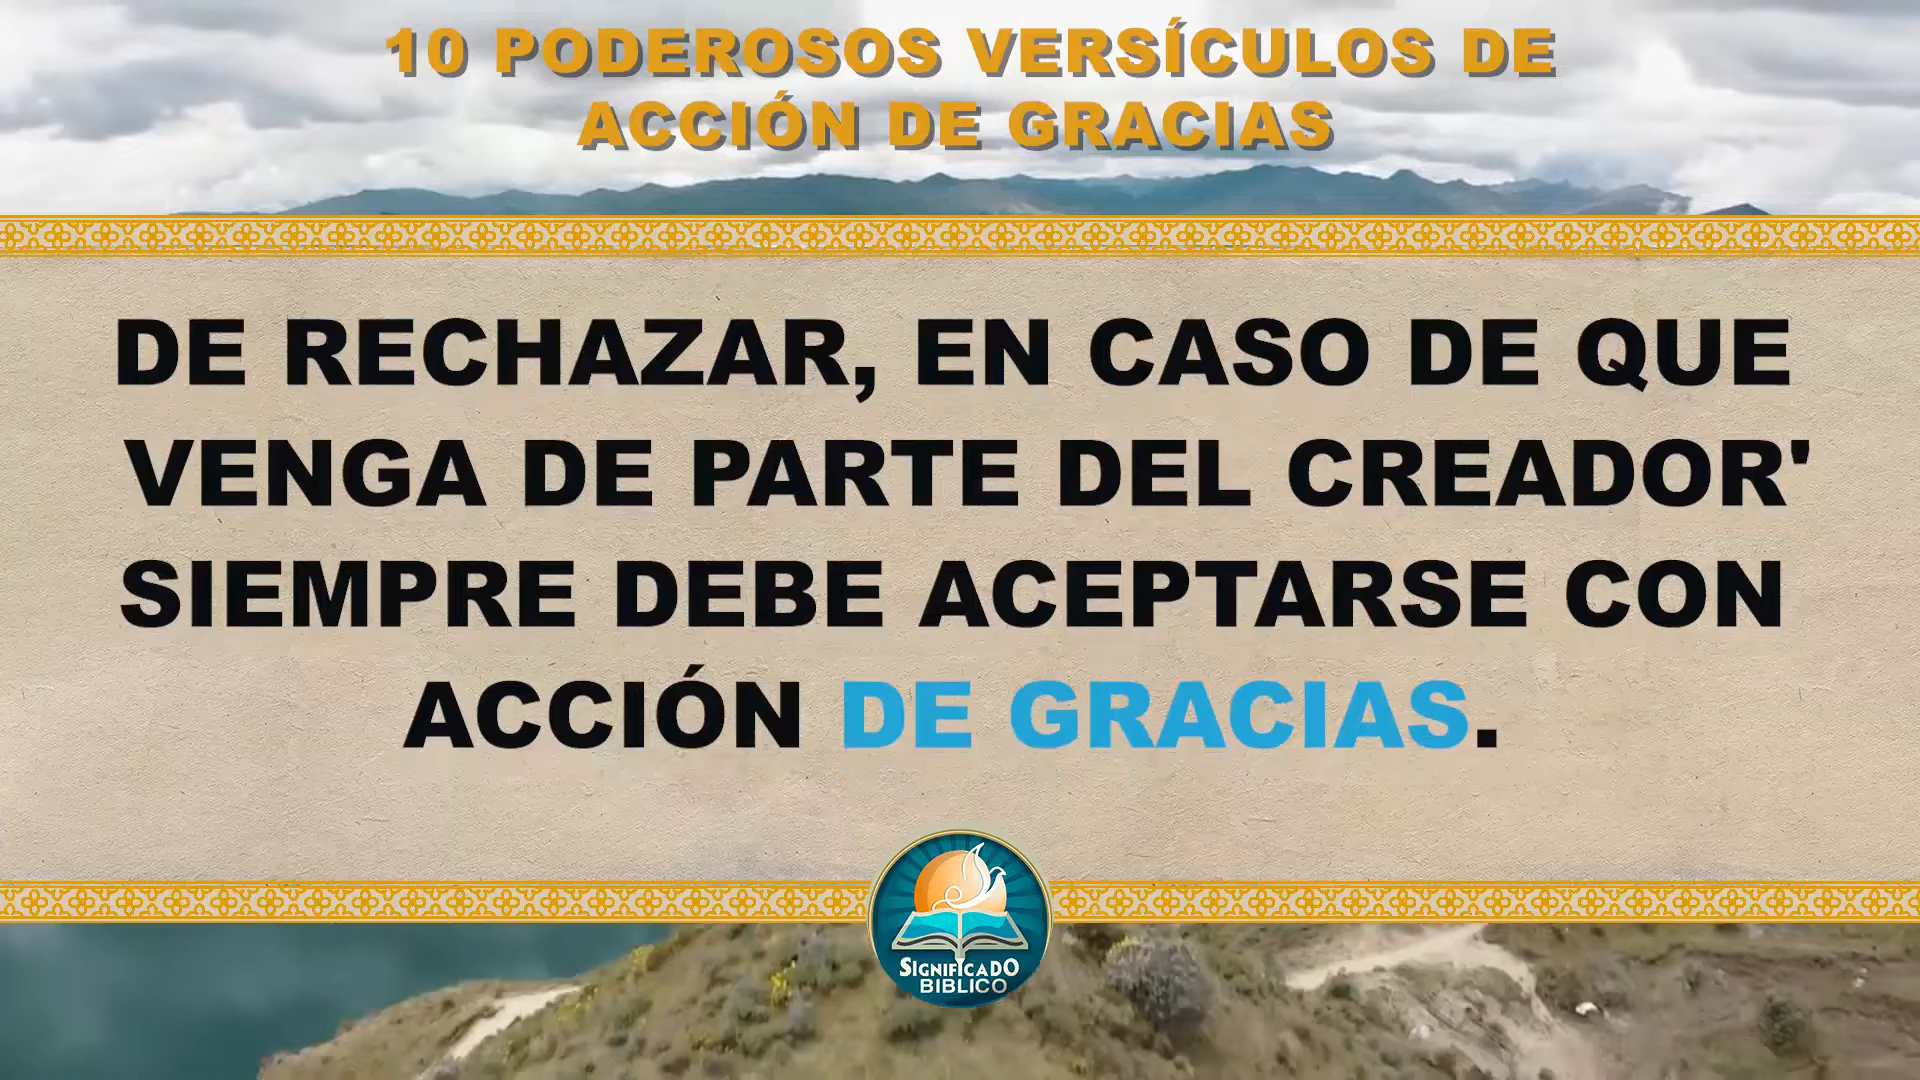 10 PODEROSOS VERSÍCULOS DE
ACCIÓN DE GRACIAS
DE RECHAZAR, EN CASO DE QUE
VENGA DE PARTE DEL CREADOR'
SIEMPRE DEBE ACEPTARSE CON
ACCIÓN DE GRACIAS.
SIGNIFICADO
BIBLICO